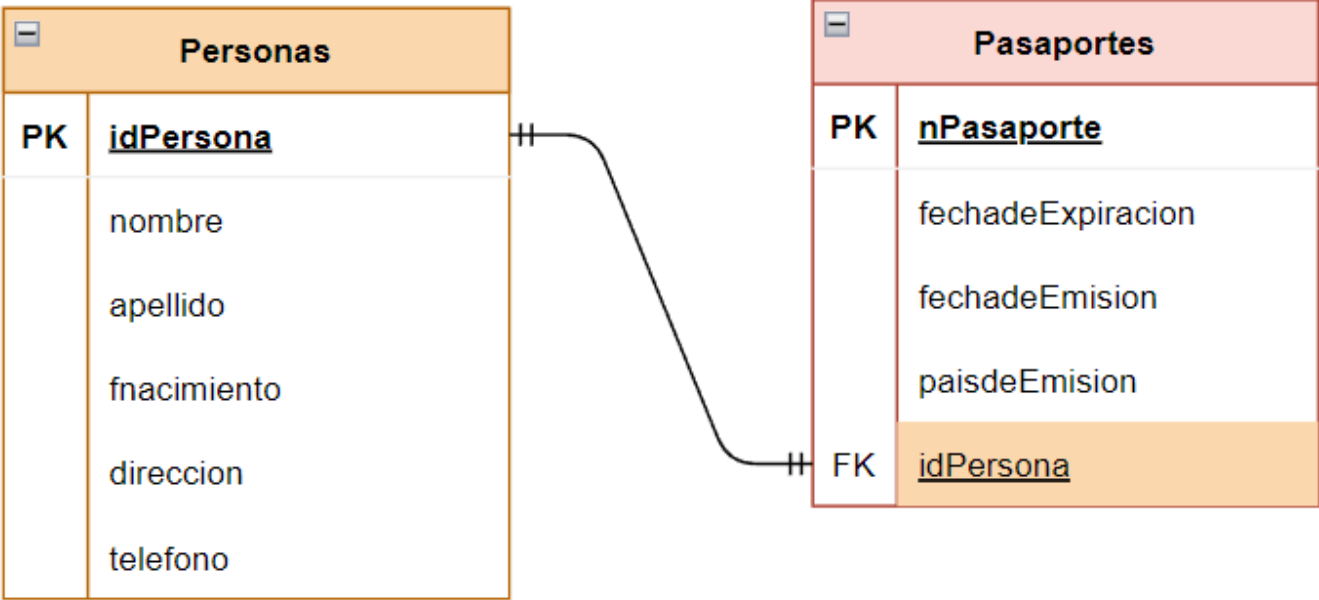 Personas
PK idPersona
nombre
apellido
fnacimiento
direccion
telefono
Pasaportes
PK nPasaporte
fechadeExpiracion
fechadeEmision
paisdeEmision
FK idPersona